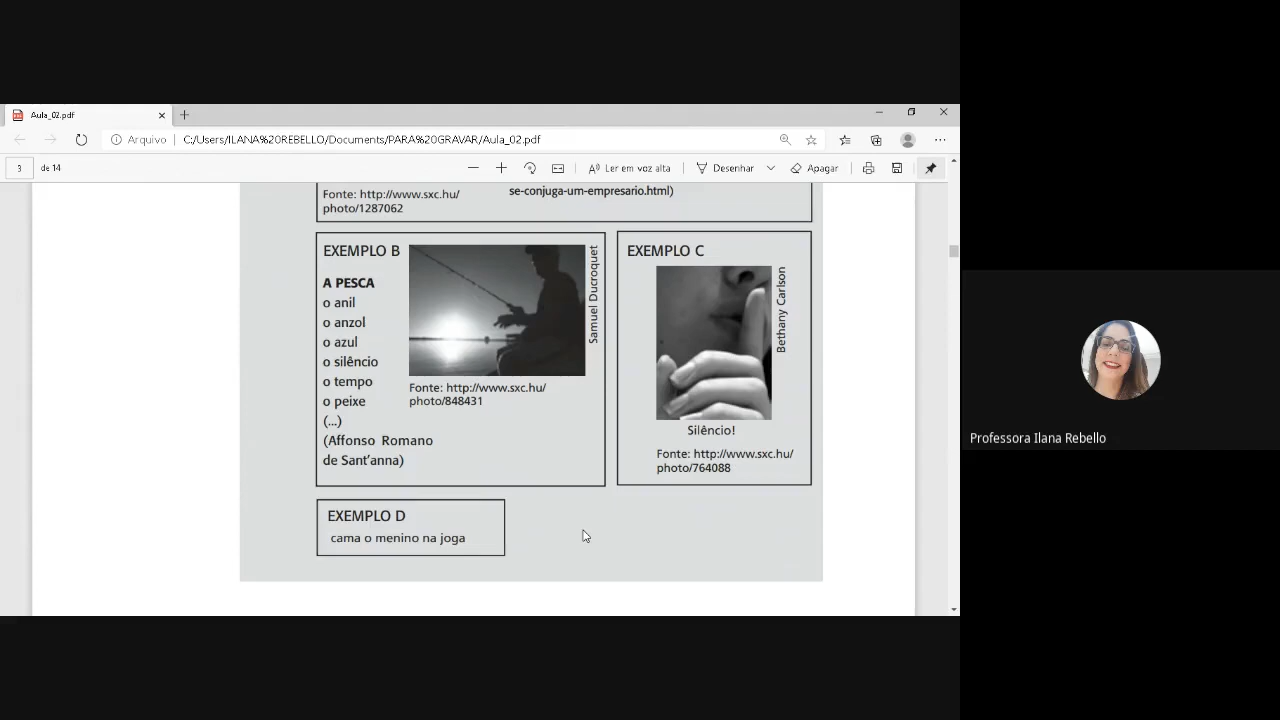 Aula_02.pdf
Arquivo
C:/Users/ILANA%20REBELLO/Documents/PARA%20GRAVAR/Aula_02.pdf
3
de 14
Ler em voz alta
Desenhar
Apagar
Fonte: http://www.sxc.hu/
photo/1287062
se-conjuga-um-empresario.html)
EXEMPLO B
A PESCA
o anil
o anzol
o azul
o silêncio
o tempo
o peixe
(...)
(Affonso Romano
de Sant'anna)
Samuel Ducroquet
Fonte: http://www.sxc.hu/
photo/848431
EXEMPLO C
Bethany Carlson
Silêncio!
Fonte: http://www.sxc.hu/
photo/764088
EXEMPLO D
cama o menino na joga
Professora Ilana Rebello